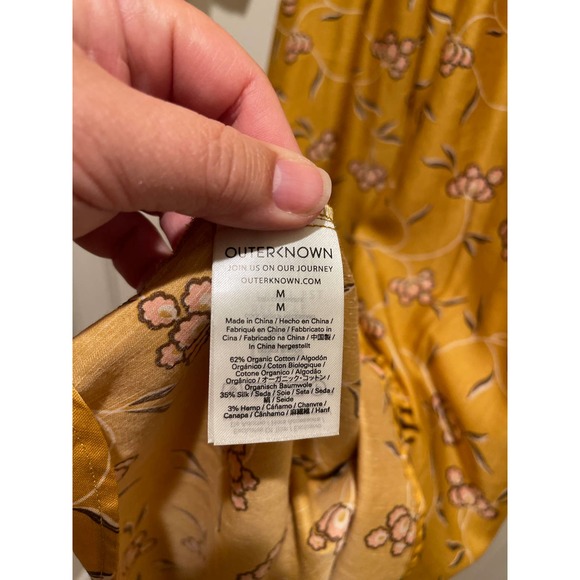 OUTERKNOWN
JOIN US ON OUR JOURNEY
OUTERKNOWN.COM
M
M
Made in China / Hecho en China /
Fabriqué en Chine / Fabbricato in
Cina / Fabricado na China / 中国製 /
in China hergestellt
62% Organic Cotton / Algodón
Orgánico / Coton Biologique /
Cotone Organico / Algodão
Orgânico / オーガニック・コットン /
Organisch Baumwole
35% Silk / Seda / Soie / Seta / Seda /
絹 / Seide
3% Hemp / Cáñamo / Chanvre /
Canapa / Cânhamo / 麻繊維 / Hanf